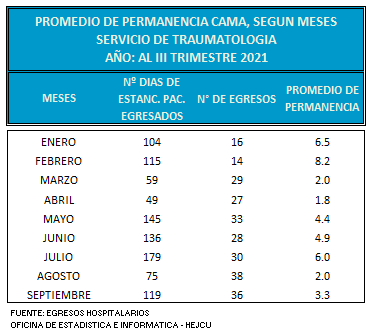 PROMEDIO DE PERMANENCIA CAMA, SEGUN MESES
SERVICIO DE TRAUMATOLOGIA
AÑO: AL III TRIMESTRE 2021
MESES Nº DIAS DE ESTANC. PAC. EGRESADOS N° DE EGRESOS PROMEDIO DE PERMANENCIA
ENERO 104 16 6.5
FEBRERO 115 14 8.2
MARZO 59 29 2.0
ABRIL 49 27 1.8
MAYO 145 33 4.4
JUNIO 136 28 4.9
JULIO 179 30 6.0
AGOSTO 75 38 2.0
SEPTIEMBRE 119 36 3.3
FUENTE: EGRESOS HOSPITALARIOS
OFICINA DE ESTADISTICA E INFORMATICA - HEJCU